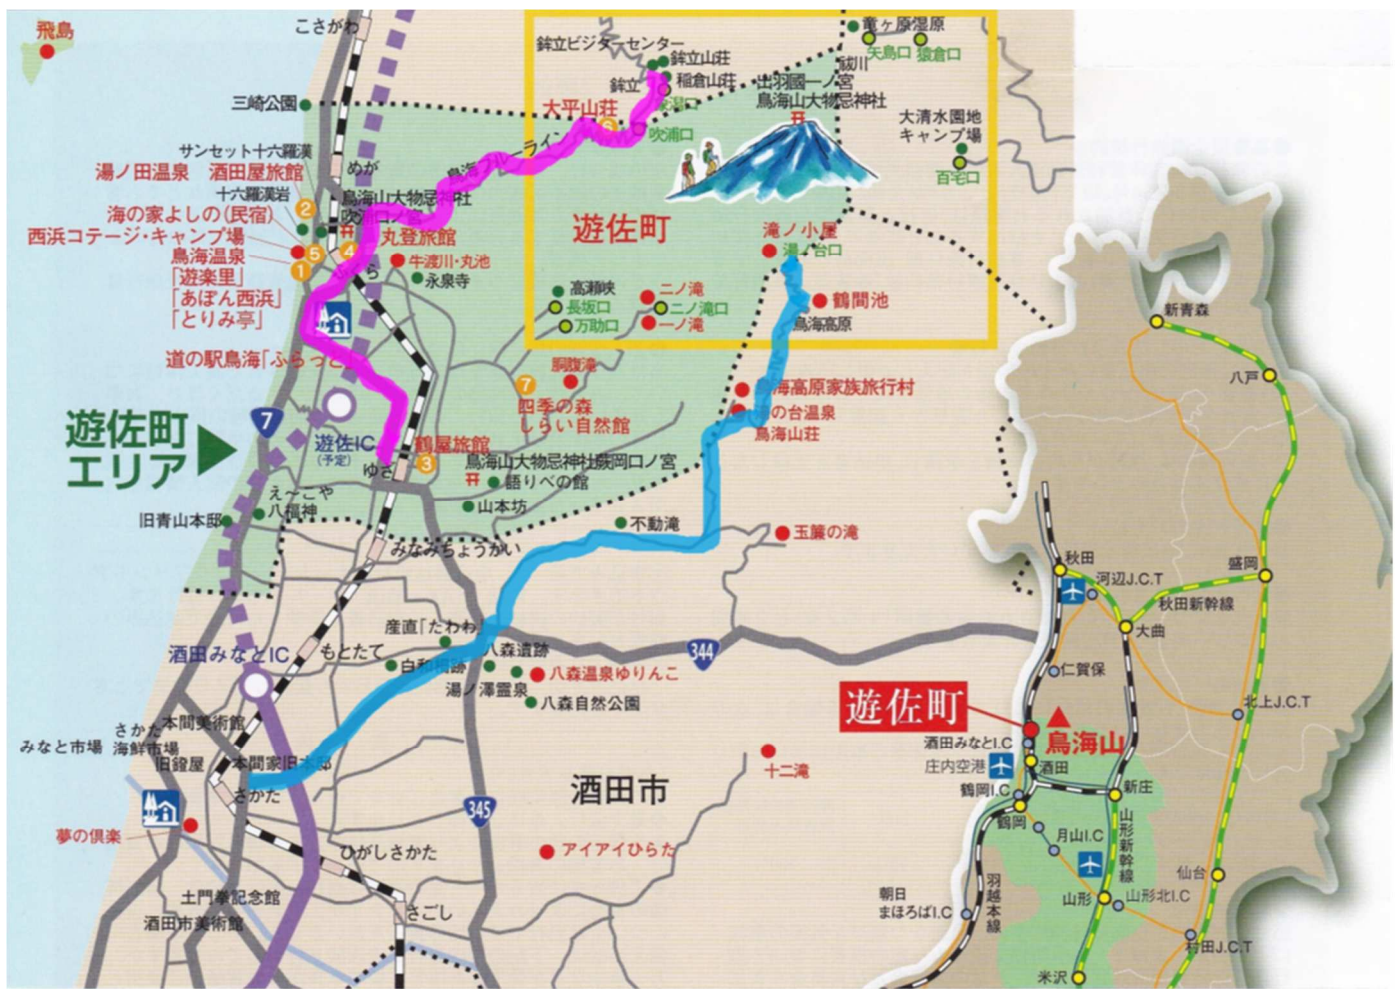 飛島
こさがわ
三崎公園
サンセット十六羅漢
湯ノ田温泉 酒田屋旅館
十六羅漢岩
海の家よしの(民宿)
西浜コテージ・キャンプ場
鳥海温泉
「遊楽里」
「あぽん西浜」
「とりみ亭」
道の駅鳥海「ふらっと」
めが
鳥海山大物忌神社
吹浦口ノ宮
丸登旅館
牛渡川・丸池
永泉寺
鳥海ブルーライン
鉾立ビジターセンター
鉾立山荘
鉾立
稲倉山荘
大平山荘
吹浦口
出羽國一ノ宮
鳥海山大物忌神社
祓川
竜ヶ原湿原
矢島口
猿倉口
大清水園地
キャンプ場
百宅口
遊佐町
滝ノ小屋
湯ノ台口
鶴間池
鳥海高原
高瀬峡
長坂口
万助口
二ノ滝
二ノ滝口
一ノ滝
胴腹滝
四季の森
しらい自然館
鳥海高原家族旅行村
湯の台温泉
鳥海山荘
遊佐町
エリア
7
遊佐IC
(予定)
ゆざ
鶴屋旅館
1
2
3
4
5
6
7
鳥海山大物忌神社蕨岡口ノ宮
語りべの館
山本坊
え〜こや
八福神
旧青山本邸
不動滝
玉簾の滝
みなみちょうかい
344
産直「たわわ」
もとたて
八森遺跡
湯ノ澤霊泉
八森温泉ゆりんこ
八森自然公園
酒田みなとIC
本間美術館
さかた
海鮮市場
みなと市場
旧鐙屋
本間家旧本邸
さかた
夢の倶楽
酒田市
十二滝
345
アイアイひらた
ひがしさかた
土門拳記念館
酒田市美術館
さごし
新青森
八戸
秋田
河辺J.C.T
盛岡
秋田新幹線
大曲
仁賀保
北上J.C.T
遊佐町
鳥海山
酒田みなとI.C
庄内空港
酒田
鶴岡I.C
新庄
鶴岡
月山I.C
山形新幹線
仙台
山形
山形北I.C
朝日
まほろばI.C
羽越本線
村田J.C.T
米沢